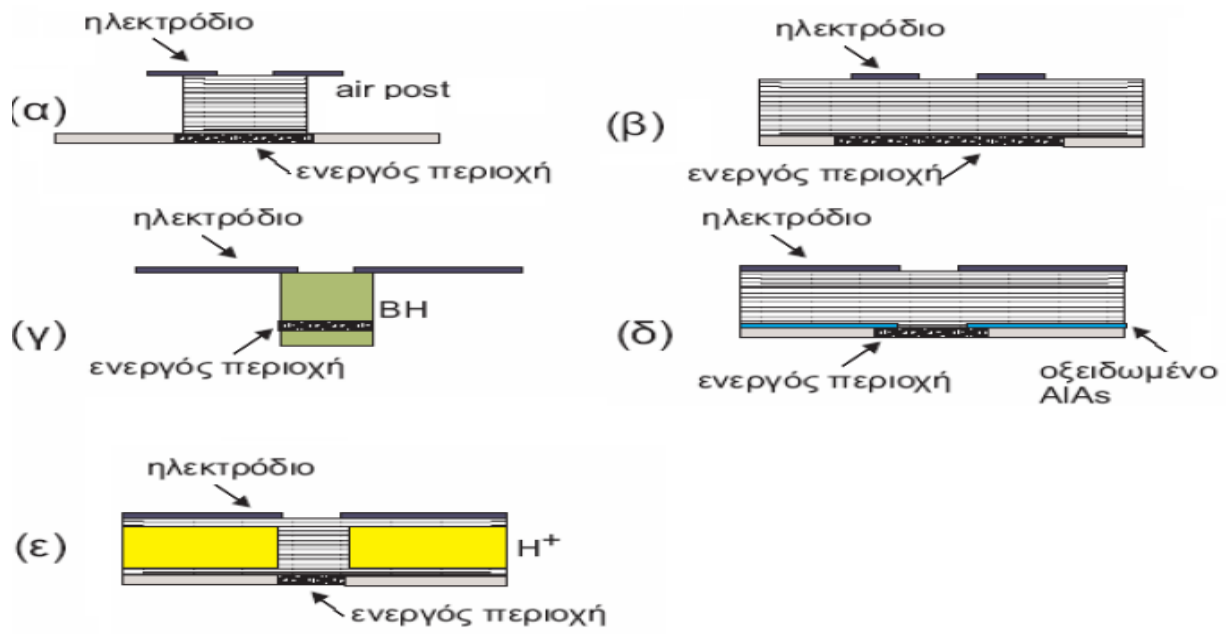 ηλεκτρόδιο
air post
(α)
ενεργός περιοχή
ηλεκτρόδιο
(β)
ενεργός περιοχή
ηλεκτρόδιο
BH
(γ)
ενεργός περιοχή
ηλεκτρόδιο
(δ)
ενεργός περιοχή
οξειδωμένο
AlAs
ηλεκτρόδιο
(ε)
H+
ενεργός περιοχή